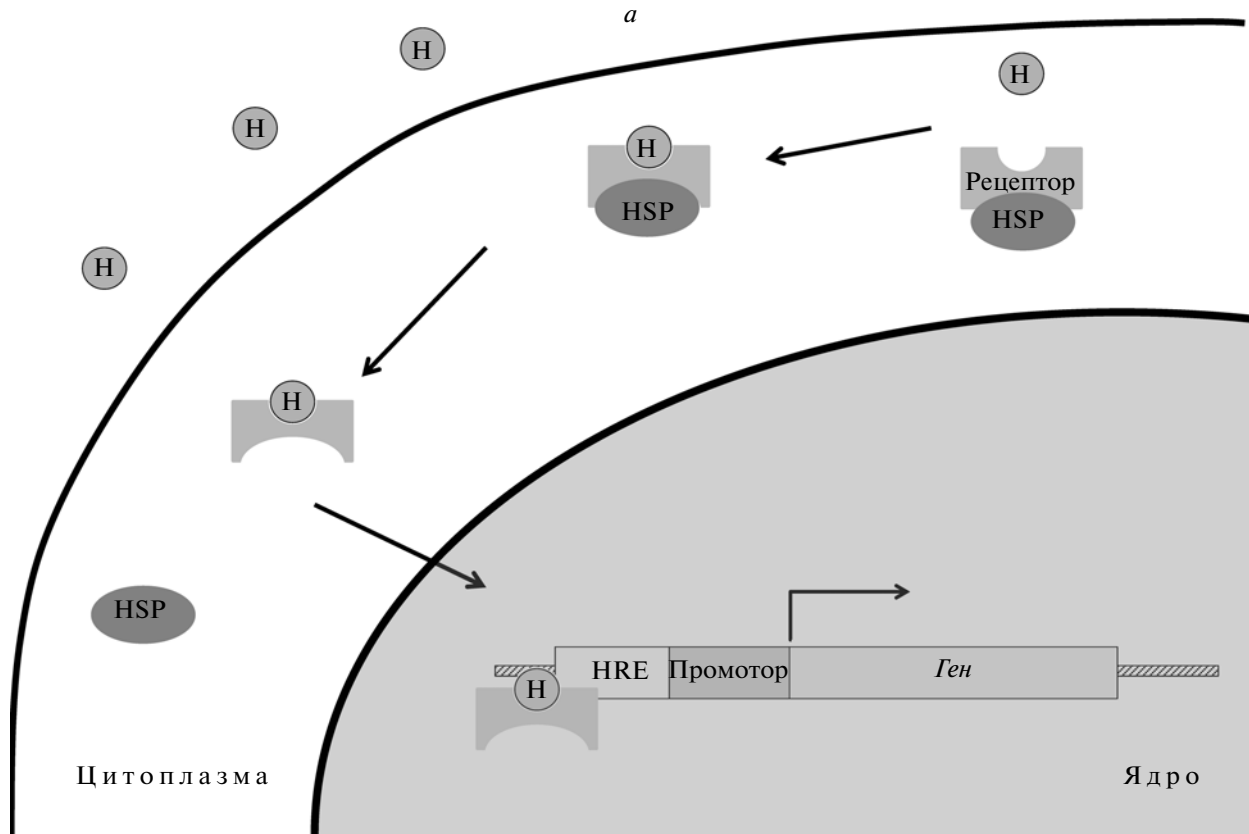 а
H
H
H
H
H
Рецептор
HSP
HSP
H
HSP
HRE
Промотор
Ген
H
Цитоплазма
Ядро